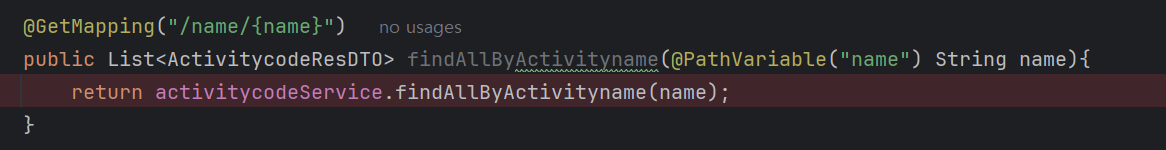 @GetMapping("/name/{name}") no usages
public List<ActivitycodeResDTO> findAllByActivityname(@PathVariable("name") String name){
return activitycodeService.findAllByActivityname(name);
}